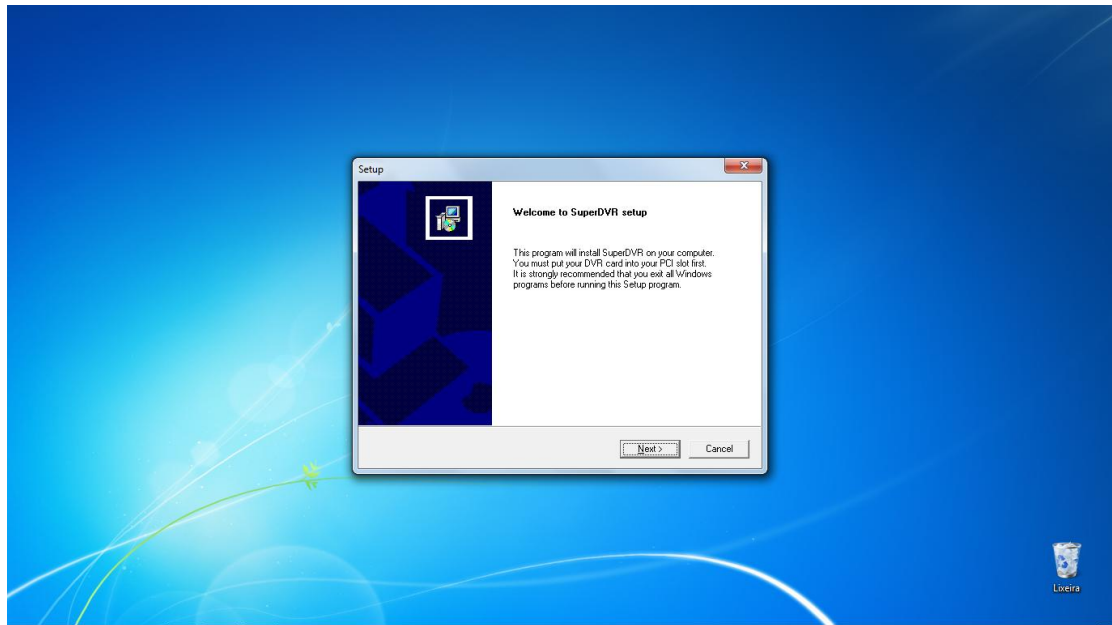 Setup
Welcome to SuperDVR setup
This program will install SuperDVR on your computer.
You must put your DVR card into your PCI slot first.
It is strongly recommended that you exit all Windows
programs before running this Setup program.
Next >
Cancel
Lixeira